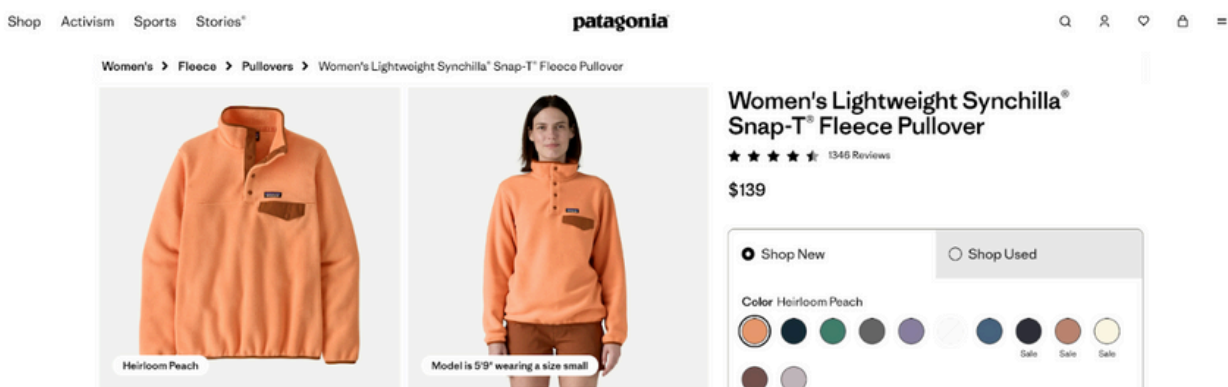 Shop Activism Sports Stories®
patagonia®
Women's > Fleece > Pullovers > Women's Lightweight Synchilla® Snap-T® Fleece Pullover
Heirloom Peach
Model is 5'9" wearing a size small
Women's Lightweight Synchilla®
Snap-T® Fleece Pullover
1346 Reviews
$139
Shop New
Shop Used
Color Heirloom Peach
Sale Sale Sale